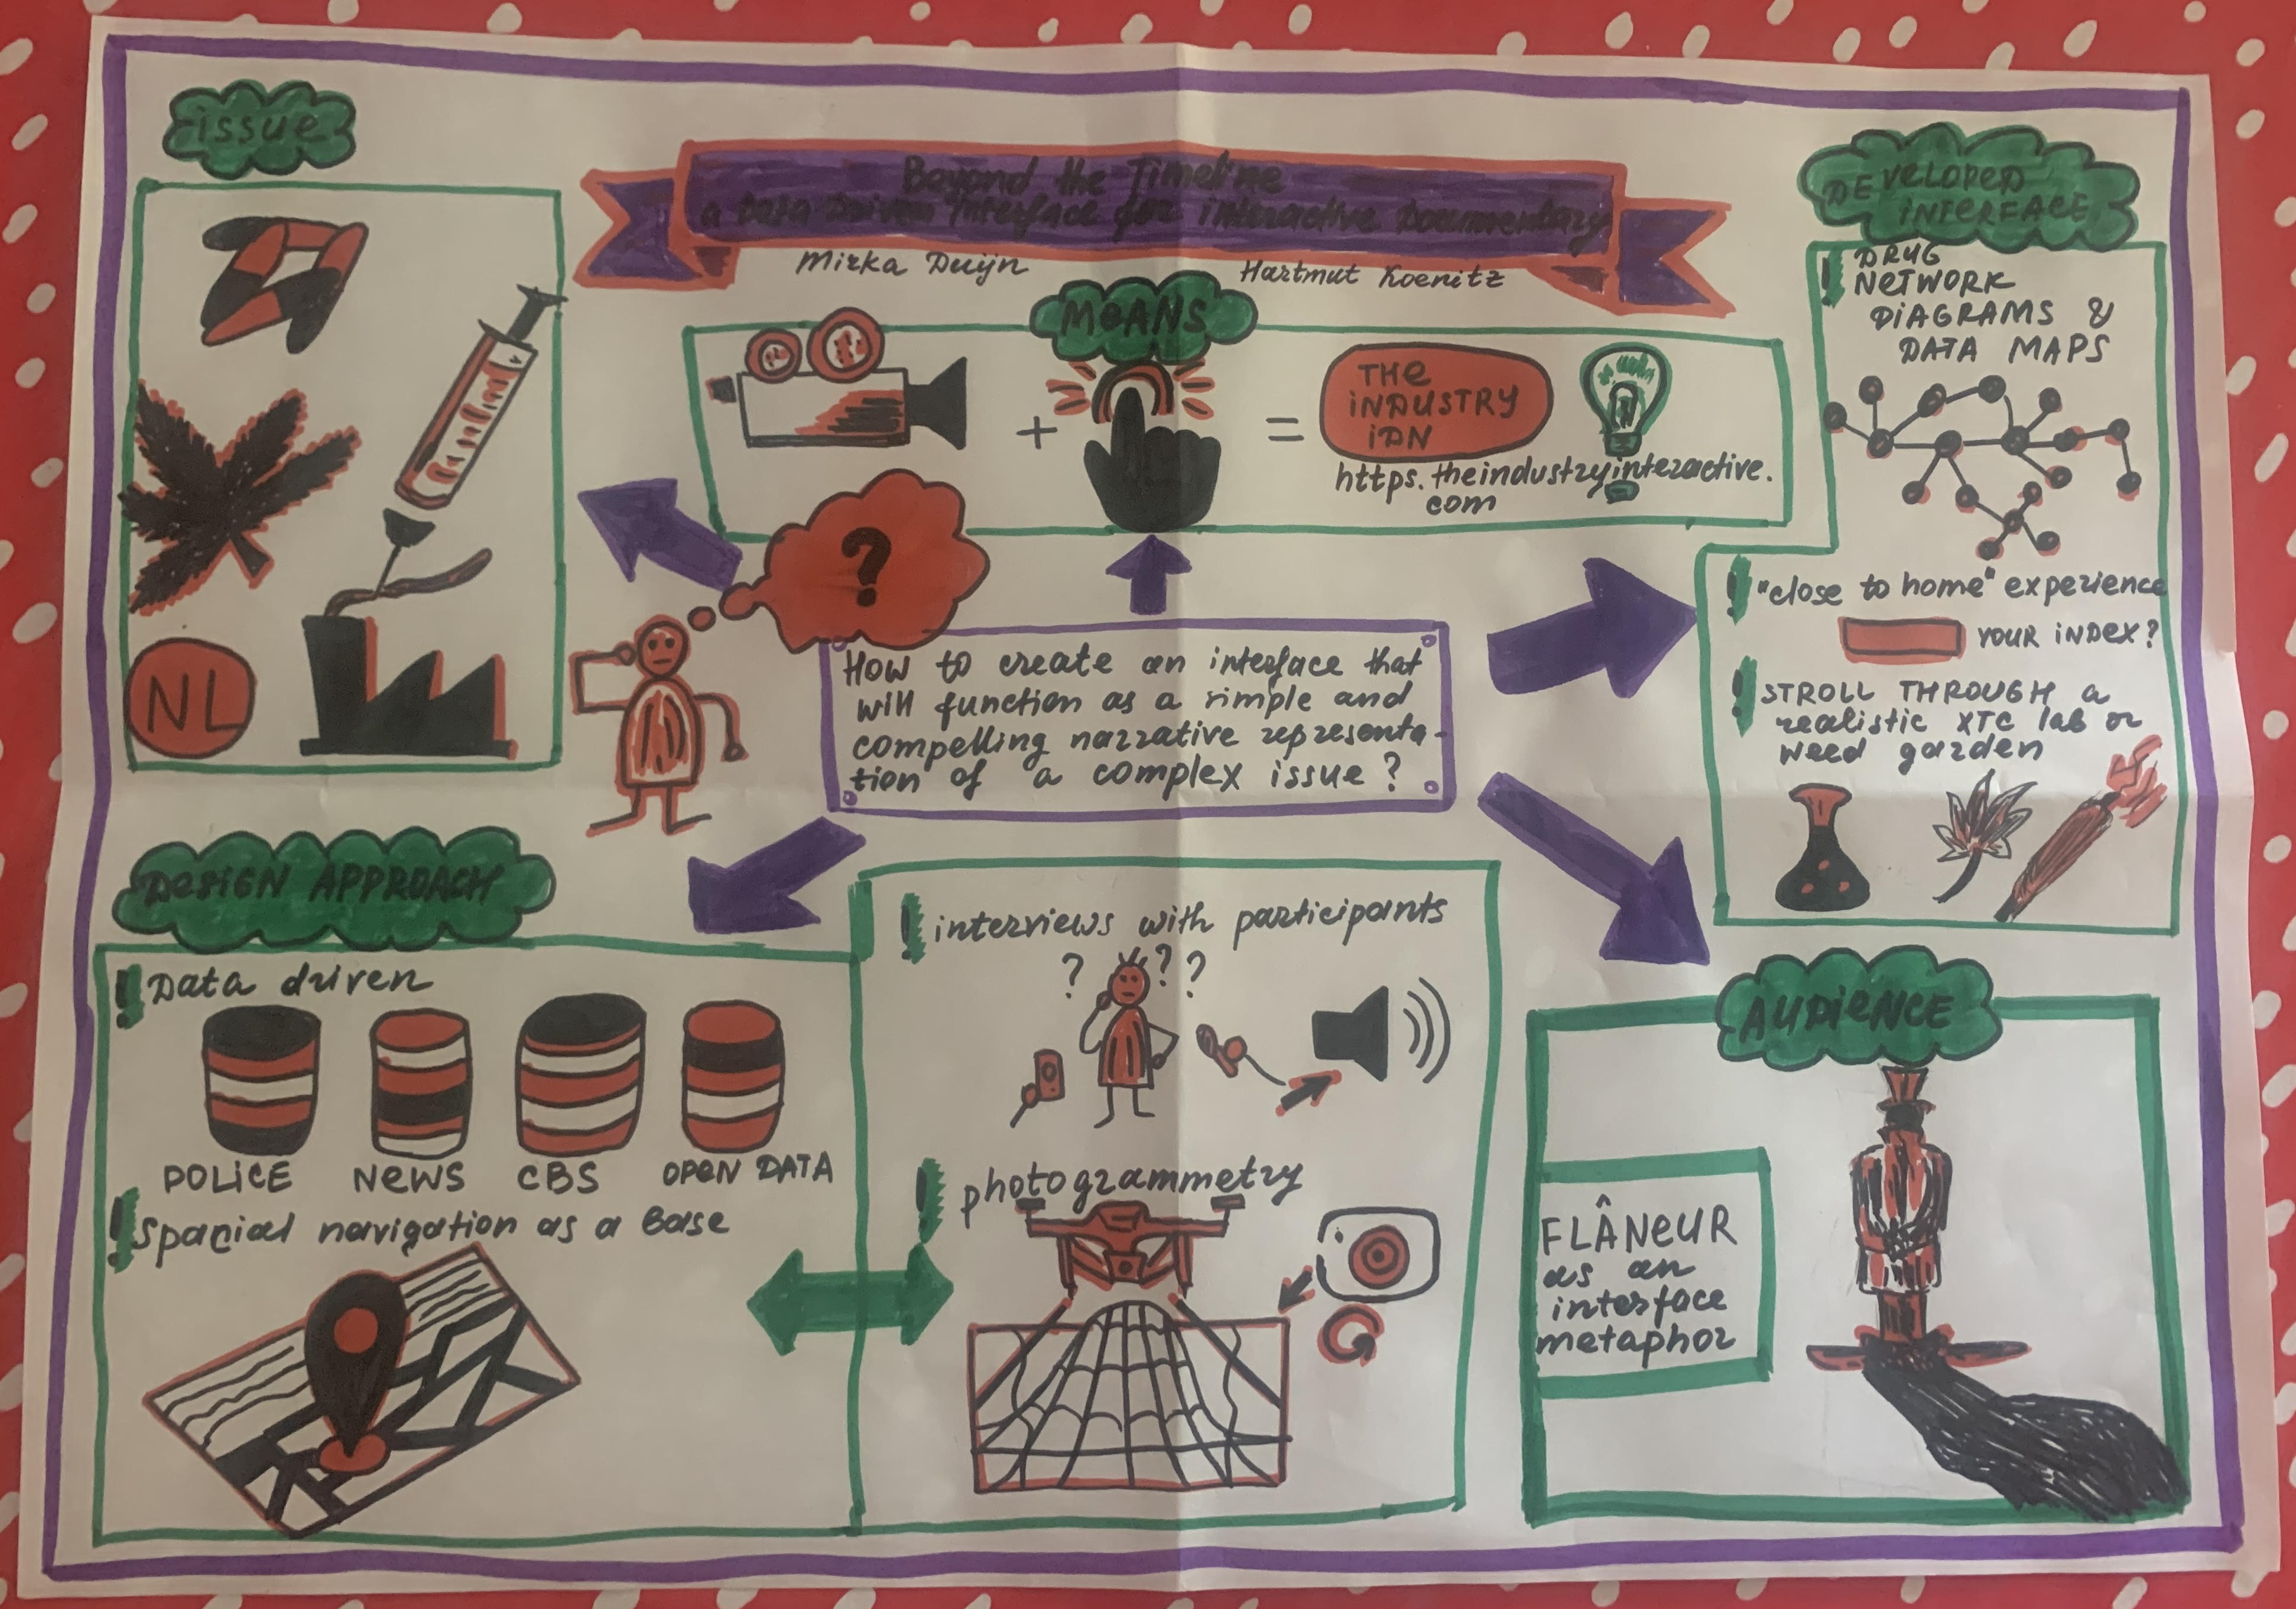 issue
Beyond the Timeline
a Data Driven Interface for interactive Documentary
Mirka Duijn
Hartmut Koenitz
NL
MEANS
+
=
THE
INDUSTRY
IDN
https.theindustryinteractive.
com
?
How to create an interface that
will function as a simple and
compelling narrative representa-
tion of a complex issue?
DEVELOPED
INTERFACE
! DRUG
NETWORK
DIAGRAMS &
DATA MAPS
! "close to home" experience
YOUR INDEX?
! STROLL THROUGH a
realistic XTC lab or
weed garden
DESIGN APPROACH
! Data driven
POLICE NEWS CBS OPEN DATA
! Spacial navigation as a base
! interviews with participants
? ? ?
! photogrammetry
AUDIENCE
FLÂNEUR
as an
interface
metaphor